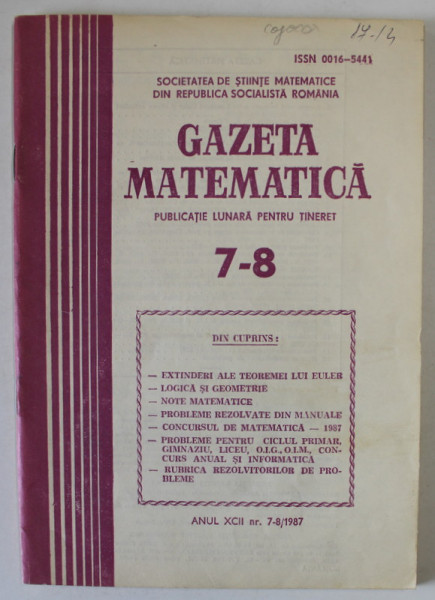 17-14
ISSN 0016-5441
SOCIETATEA DE ȘTIINȚE MATEMATICE
DIN REPUBLICA SOCIALISTĂ ROMÂNIA
GAZETA
MATEMATICĂ
PUBLICAȚIE LUNARĂ PENTRU TINERET
7-8
DIN CUPRINS :
— EXTINDERI ALE TEOREMEI LUI EULER
— LOGICĂ ȘI GEOMETRIE
— NOTE MATEMATICE
— PROBLEME REZOLVATE DIN MANUALE
— CONCURSUL DE MATEMATICĂ — 1987
— PROBLEME PENTRU CICLUL PRIMAR,
GIMNAZIU, LICEU, O.I.G., O.I.M., CON-
CURS ANUAL ȘI INFORMATICĂ
— RUBRICA REZOLVITORILOR DE PRO-
BLEME
ANUL XCII nr. 7-8/1987